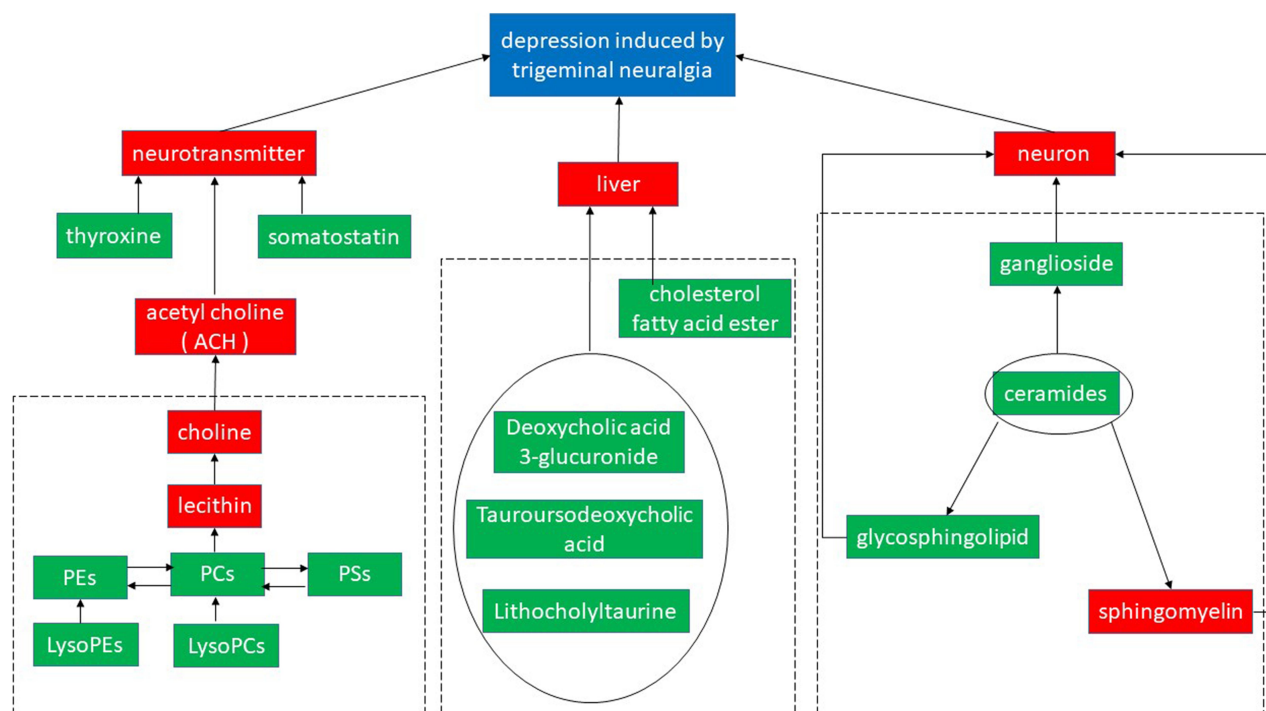 depression induced by
trigeminal neuralgia
neurotransmitter
neuron
liver
thyroxine
somatostatin
ganglioside
cholesterol
fatty acid ester
acetyl choline
( ACH )
ceramides
choline
Deoxycholic acid
3-glucuronide
lecithin
Tauroursodeoxycholic
acid
glycosphingolipid
PEs
PCs
PSs
Lithocholyltaurine
sphingomyelin
LysoPEs
LysoPCs